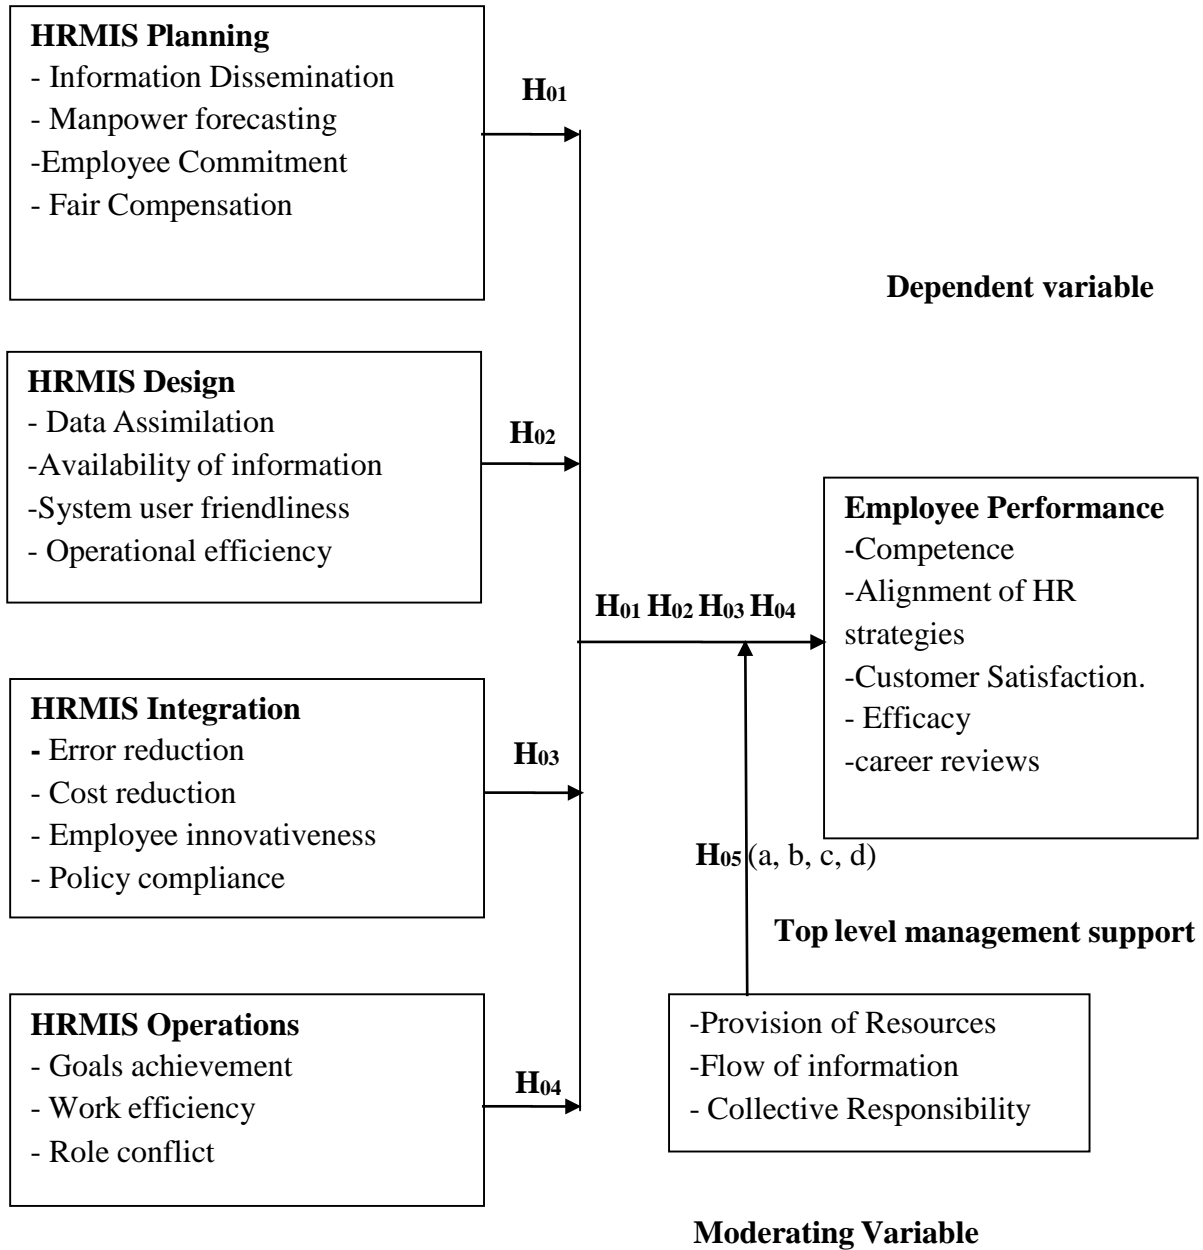 HRMIS Planning
- Information Dissemination
- Manpower forecasting
-Employee Commitment
- Fair Compensation
H01
Dependent variable
HRMIS Design
- Data Assimilation
-Availability of information
-System user friendliness
- Operational efficiency
H02
Employee Performance
-Competence
-Alignment of HR
strategies
-Customer Satisfaction.
- Efficacy
-career reviews
H01 H02 H03 H04
HRMIS Integration
- Error reduction
- Cost reduction
- Employee innovativeness
- Policy compliance
H03
H05 (a, b, c, d)
Top level management support
HRMIS Operations
- Goals achievement
- Work efficiency
- Role conflict
H04
-Provision of Resources
-Flow of information
- Collective Responsibility
Moderating Variable